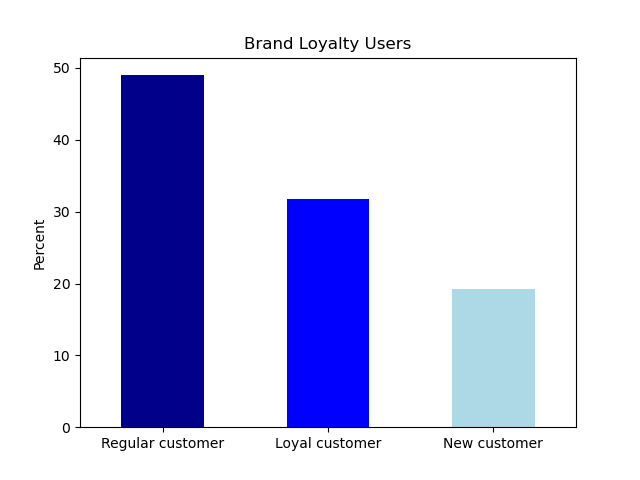 Brand Loyalty Users
50
40
30
20
10
0
Percent
Regular customer
Loyal customer
New customer